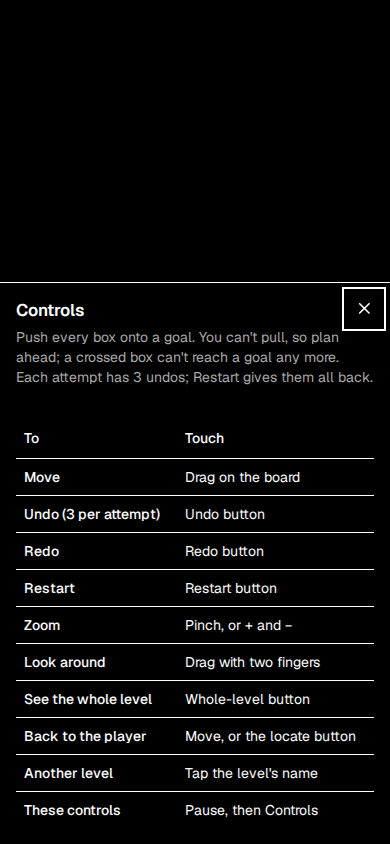 Controls
Push every box onto a goal. You can't pull, so plan
ahead; a crossed box can't reach a goal any more.
Each attempt has 3 undos; Restart gives them all back.
To Touch
Move Drag on the board
Undo (3 per attempt) Undo button
Redo Redo button
Restart Restart button
Zoom Pinch, or + and −
Look around Drag with two fingers
See the whole level Whole-level button
Back to the player Move, or the locate button
Another level Tap the level's name
These controls Pause, then Controls